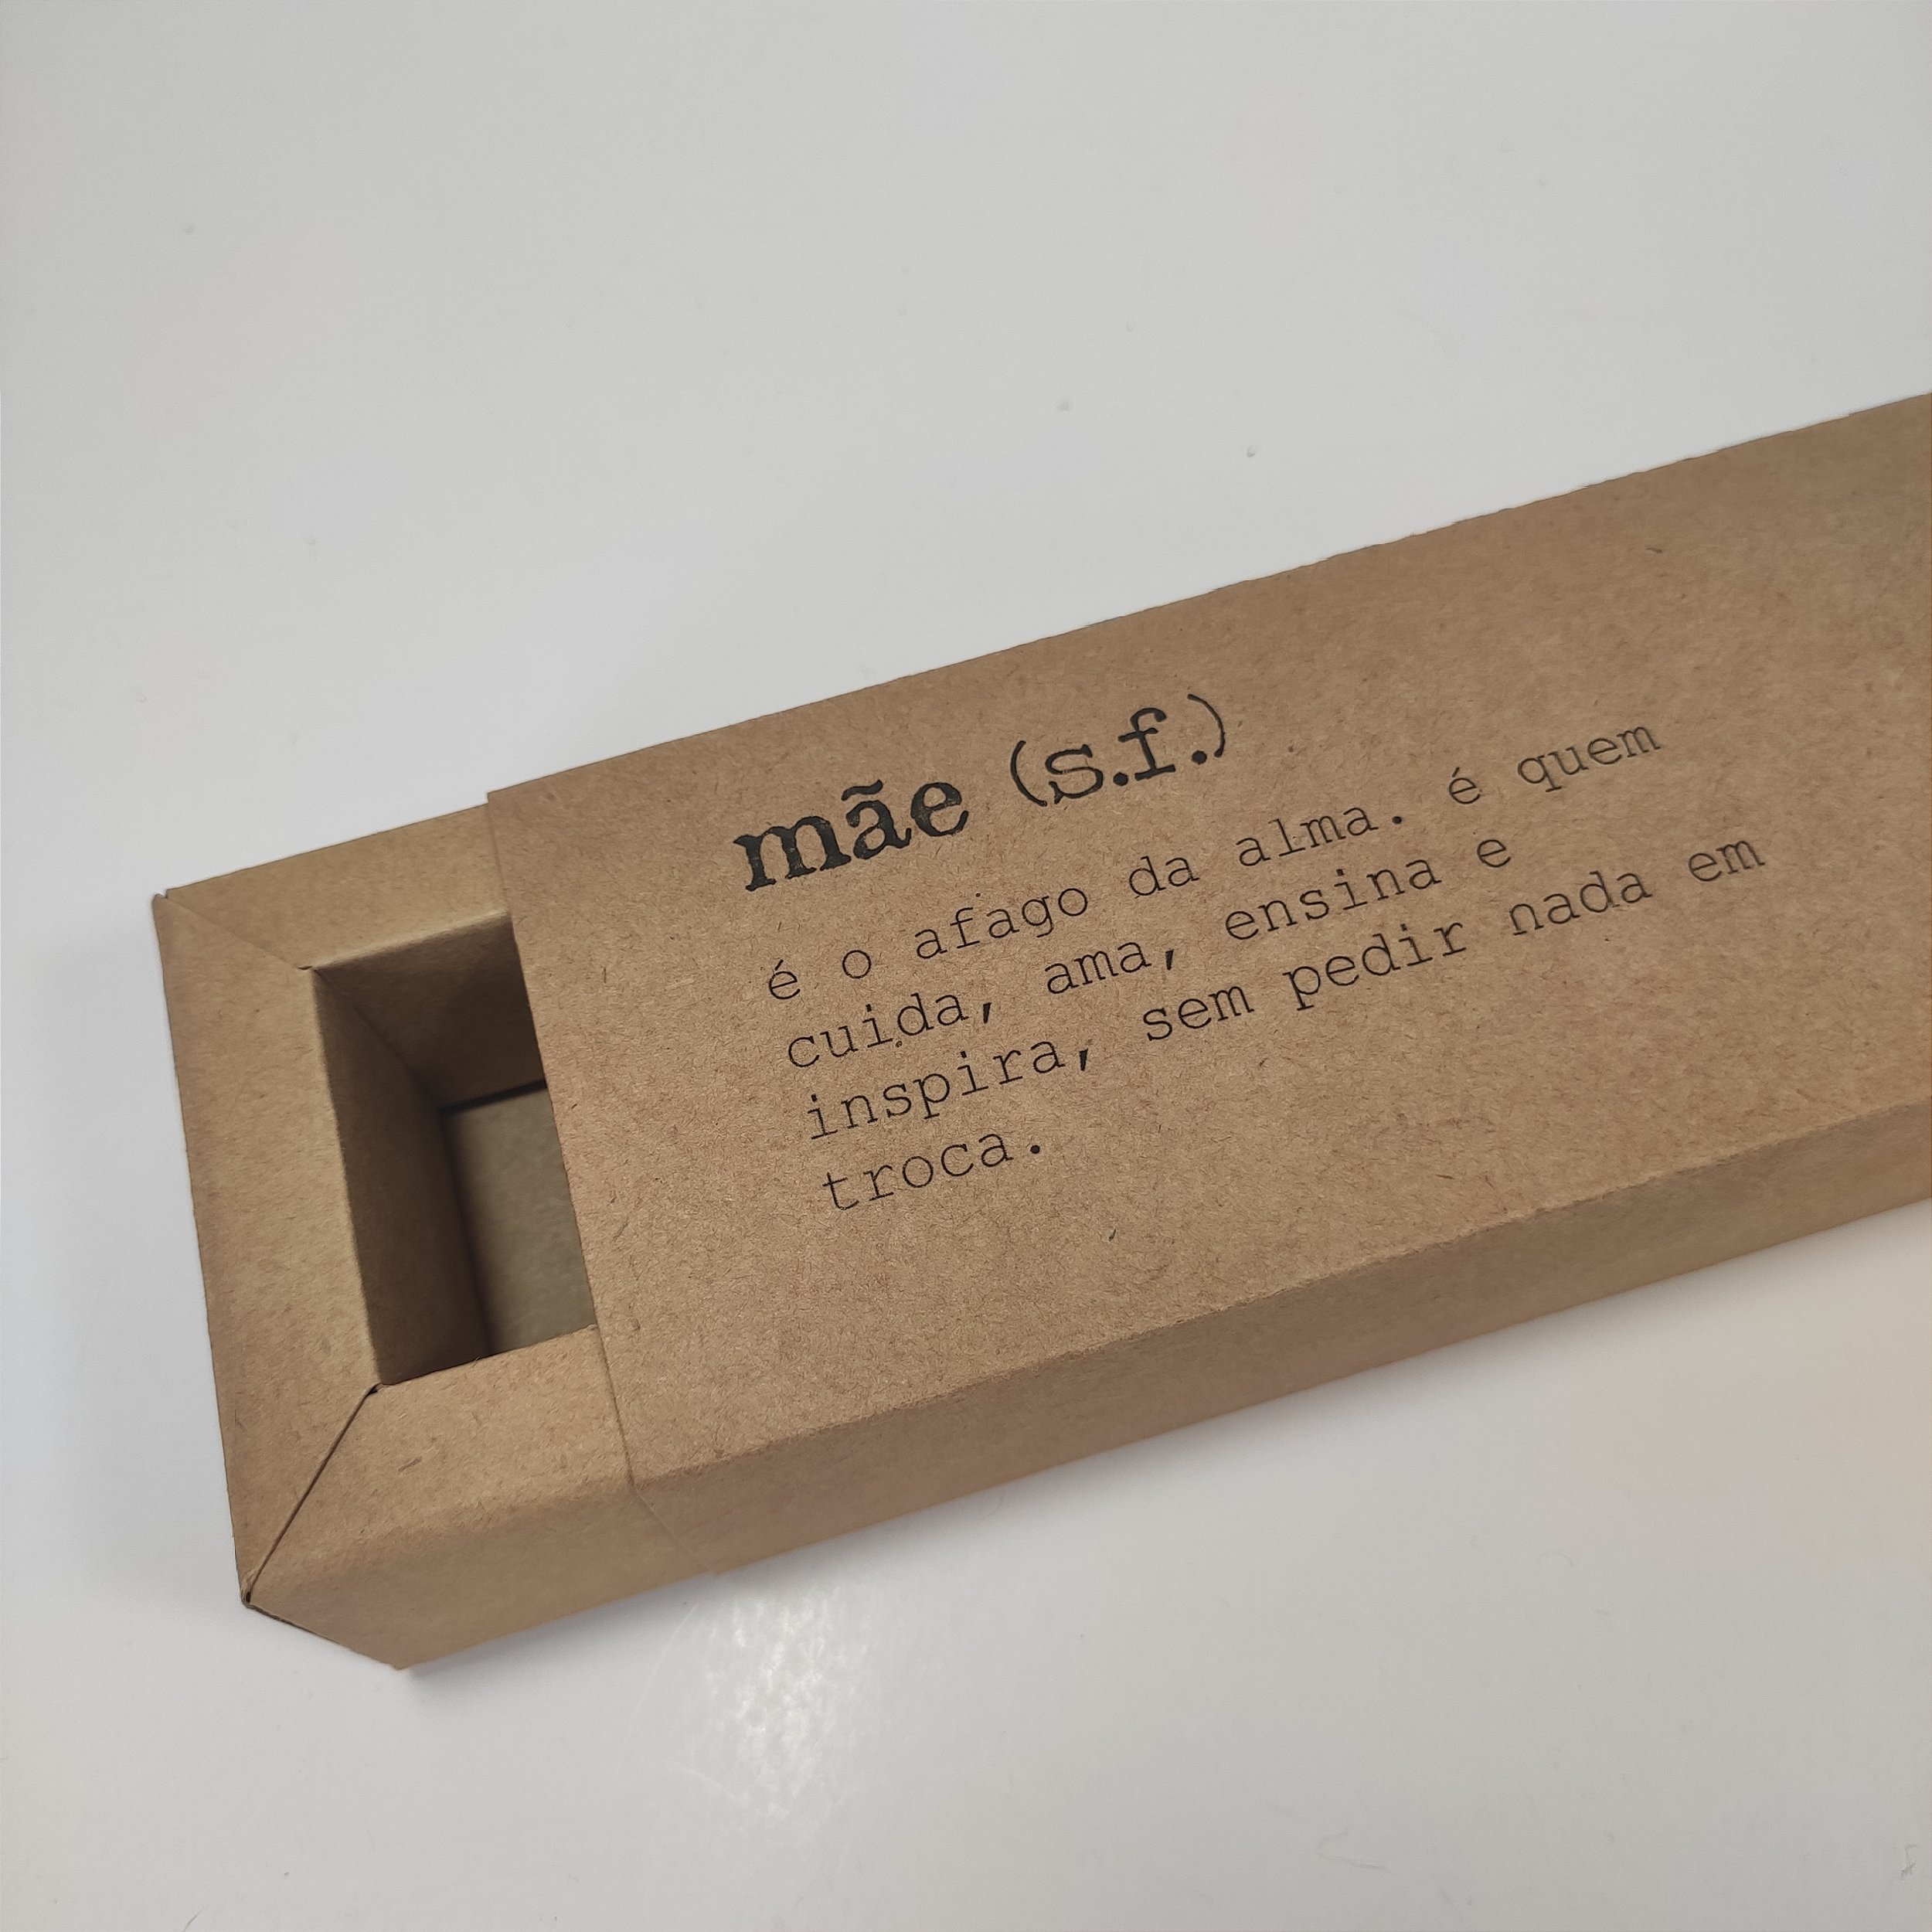 mãe (s.f.)
é o afago da alma. é quem
cuida, ama, ensina e
inspira, sem pedir nada em
troca.